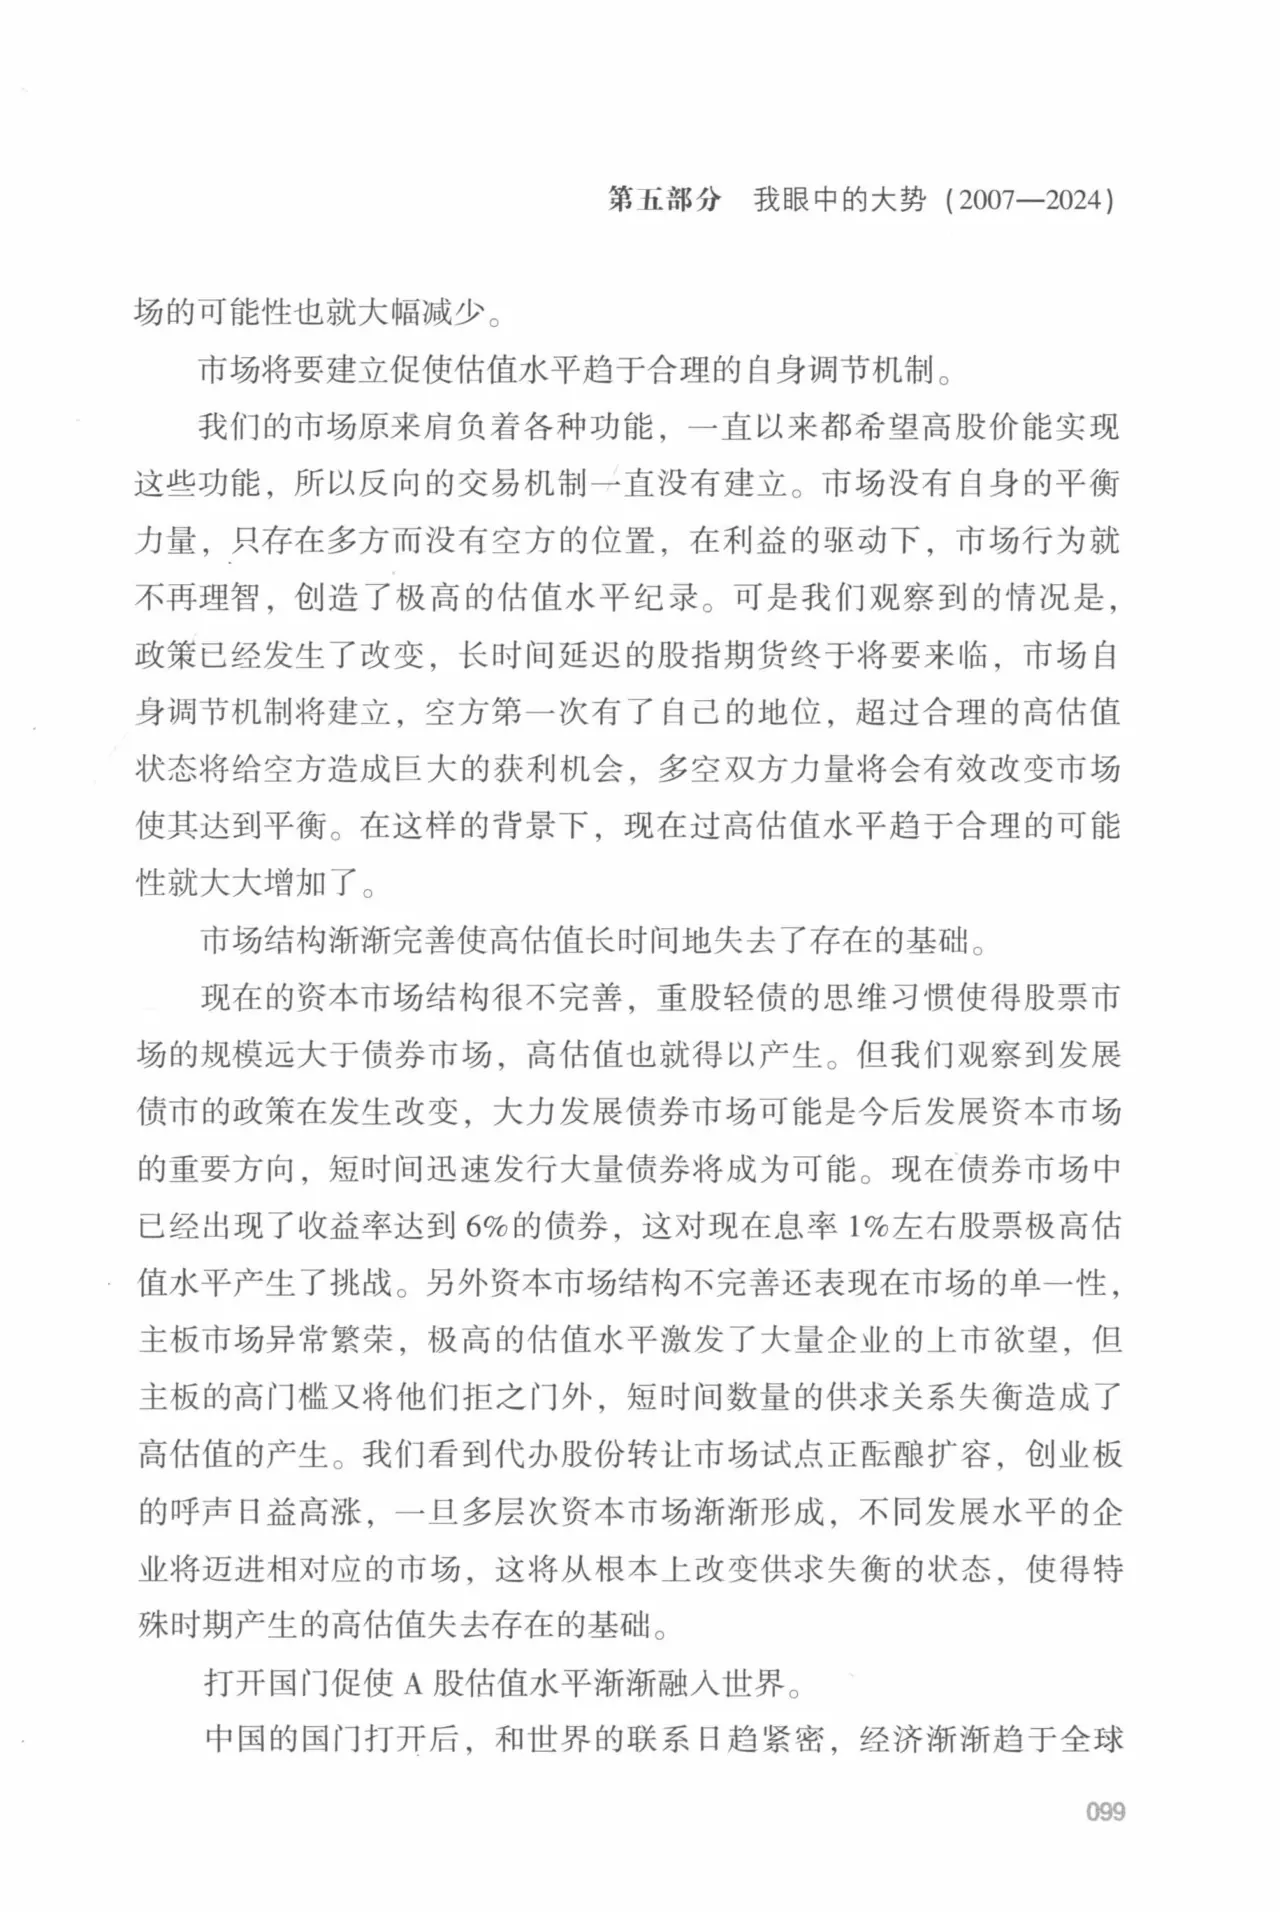 第五部分 我眼中的大势（2007—2024）
场的可能性也就大幅减少。
市场将要建立促使估值水平趋于合理的自身调节机制。
我们的市场原来肩负着各种功能，一直以来都希望高股价能实现
这些功能，所以反向的交易机制一直没有建立。市场没有自身的平衡
力量，只存在多方而没有空方的位置，在利益的驱动下，市场行为就
不再理智，创造了极高的估值水平纪录。可是我们观察到的情况是，
政策已经发生了改变，长时间延迟的股指期货终于将要来临，市场自
身调节机制将建立，空方第一次有了自己的地位，超过合理的高估值
状态将给空方造成巨大的获利机会，多空双方力量将会有效改变市场
使其达到平衡。在这样的背景下，现在过高估值水平趋于合理的可能
性就大大增加了。
市场结构渐渐完善使高估值长时间地失去了存在的基础。
现在的资本市场结构很不完善，重股轻债的思维习惯使得股票市
场的规模远大于债券市场，高估值也就得以产生。但我们观察到发展
债市的政策在发生改变，大力发展债券市场可能是今后发展资本市场
的重要方向，短时间迅速发行大量债券将成为可能。现在债券市场中
已经出现了收益率达到 6%的债券，这对现在息率 1%左右股票极高估
值水平产生了挑战。另外资本市场结构不完善还表现在市场的单一性，
主板市场异常繁荣，极高的估值水平激发了大量企业的上市欲望，但
主板的高门槛又将他们拒之门外，短时间数量的供求关系失衡造成了
高估值的产生。我们看到代办股份转让市场试点正酝酿扩容，创业板
的呼声日益高涨，一旦多层次资本市场渐渐形成，不同发展水平的企
业将迈进相对应的市场，这将从根本上改变供求失衡的状态，使得特
殊时期产生的高估值失去存在的基础。
打开国门促使 A 股估值水平渐渐融入世界。
中国的国门打开后，和世界的联系日趋紧密，经济渐渐趋于全球
099